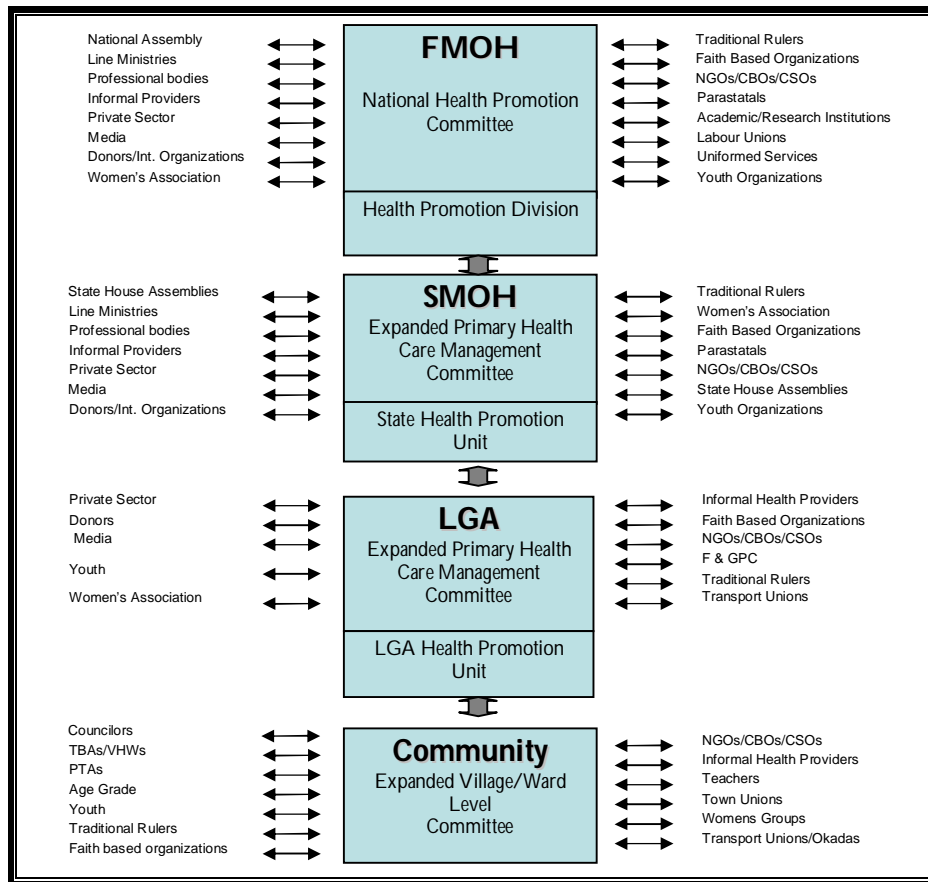 National Assembly
Line Ministries
Professional bodies
Informal Providers
Private Sector
Media
Donors/Int. Organizations
Women's Association
FMOH
National Health Promotion
Committee
Health Promotion Division
Traditional Rulers
Faith Based Organizations
NGOs/CBOs/CSOs
Parastatals
Academic/Research Institutions
Labour Unions
Uniformed Services
Youth Organizations
State House Assemblies
Line Ministries
Professional bodies
Informal Providers
Private Sector
Media
Donors/Int. Organizations
SMOH
Expanded Primary Health
Care Management
Committee
State Health Promotion
Unit
Traditional Rulers
Women's Association
Faith Based Organizations
Parastatals
NGOs/CBOs/CSOs
State House Assemblies
Youth Organizations
Private Sector
Donors
Media
Youth
Women's Association
LGA
Expanded Primary Health
Care Management
Committee
LGA Health Promotion
Unit
Informal Health Providers
Faith Based Organizations
NGOs/CBOs/CSOs
F & GPC
Traditional Rulers
Transport Unions
Councilors
TBAs/VHWs
PTAs
Age Grade
Youth
Traditional Rulers
Faith based organizations
Community
Expanded Village/Ward
Level
Committee
NGOs/CBOs/CSOs
Informal Health Providers
Teachers
Town Unions
Womens Groups
Transport Unions/Okadas